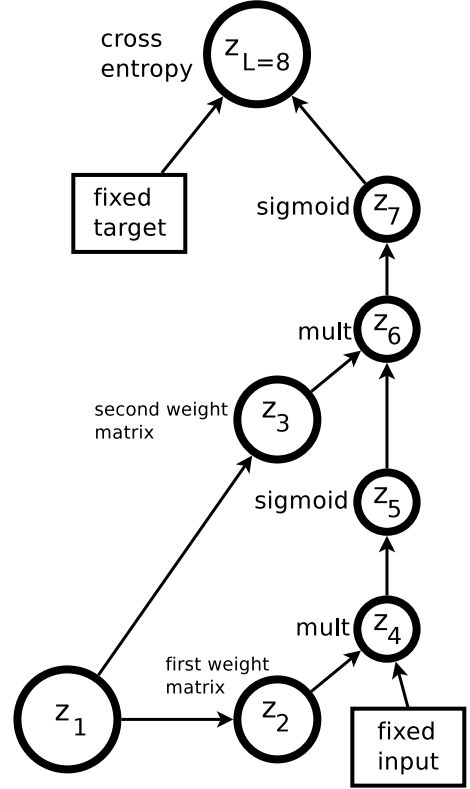 cross
entropy
z L=8
fixed
target
sigmoid
z 7
mult
z 6
second weight
matrix
z 3
sigmoid
z 5
mult
z 4
first weight
matrix
z 1
z 2
fixed
input